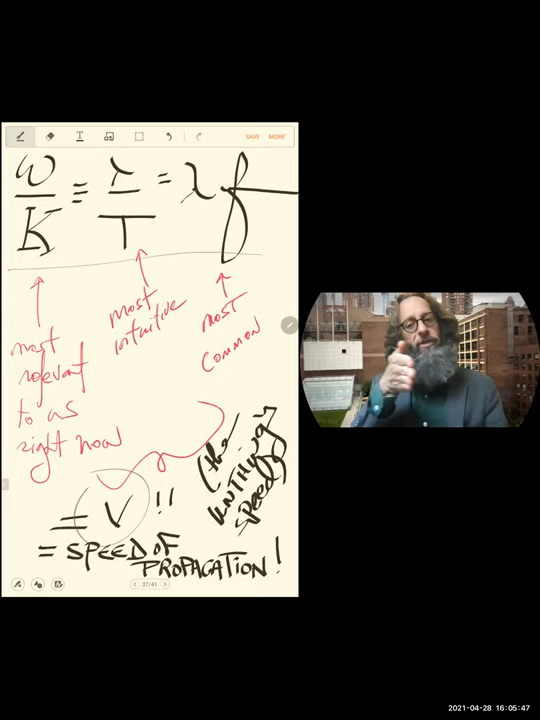 SAVE MORE
ω/K ≡ λ/T = λf
most relevant to us right now
most intuitive
most common
= V !!
(the
speed)
= SPEED OF
PROPAGATION!
37/41
2021-04-28 16:05:47